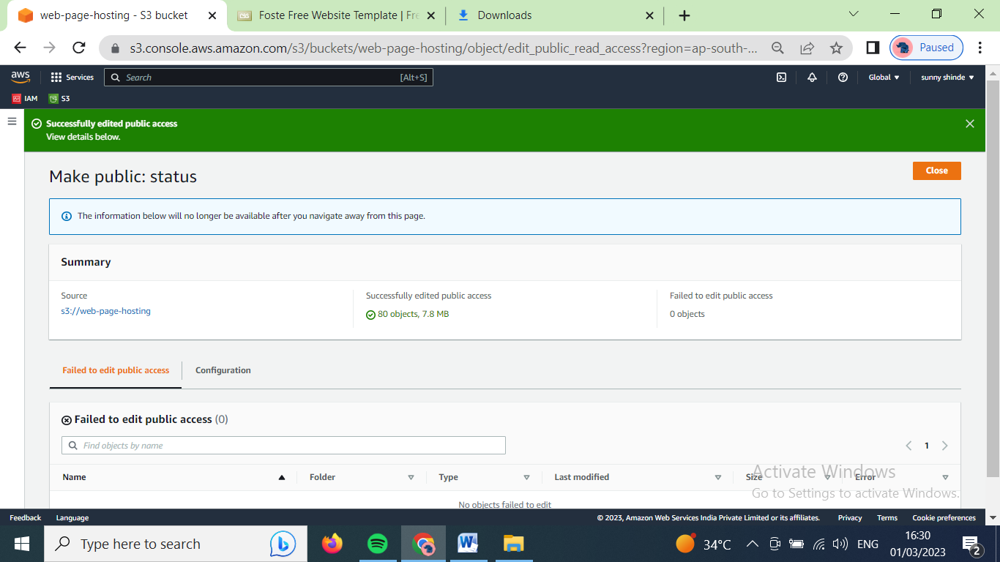 web-page-hosting - S3 bucket
Foste Free Website Template | Fre
Downloads
s3.console.aws.amazon.com/s3/buckets/web-page-hosting/object/edit_public_read_access?region=ap-south-...
Paused
aws
Services
Search
[Alt+S]
Global
sunny shinde
IAM
S3
Successfully edited public access
View details below.
Make public: status
Close
The information below will no longer be available after you navigate away from this page.
Summary
Source
s3://web-page-hosting
Successfully edited public access
80 objects, 7.8 MB
Failed to edit public access
0 objects
Failed to edit public access
Configuration
Failed to edit public access (0)
Find objects by name
1
Name
Folder
Type
Last modified
Size
Error
Activate Windows
Go to Settings to activate Windows.
No objects failed to edit
Feedback
Language
© 2023, Amazon Web Services India Private Limited or its affiliates.
Privacy
Terms
Cookie preferences
Type here to search
34°C
ENG
16:30
01/03/2023
2